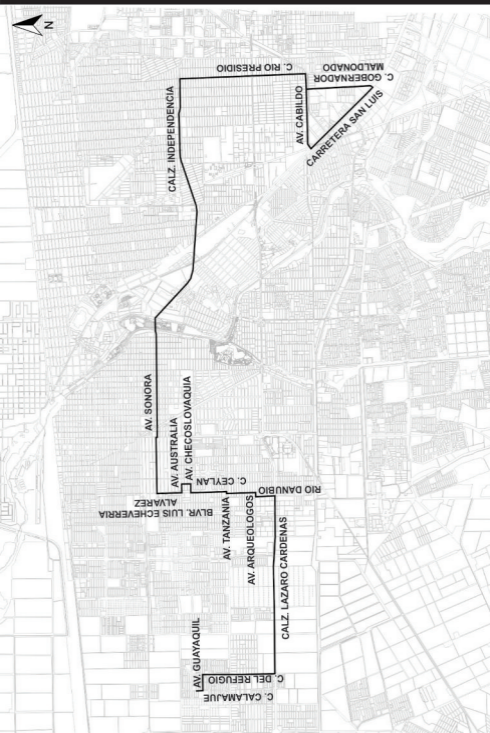 N
C. RIO PRESIDIO
C. GOBERNADOR
MALDONADO
CALZ. INDEPENDENCIA
AV. CABILDO
CARRETERA SAN LUIS
AV. SONORA
AV. AUSTRALIA
AV. CHECOSLOVAQUIA
C. CEYLAN
BLVR. LUIS ECHEVERRIA
ALVAREZ
RIO DANUBIO
AV. TANZANIA
AV. ARQUEOLOGOS
CALZ. LAZARO CARDENAS
AV. GUAYAQUIL
C. DEL REFUGIO
C. CALAMAJUE